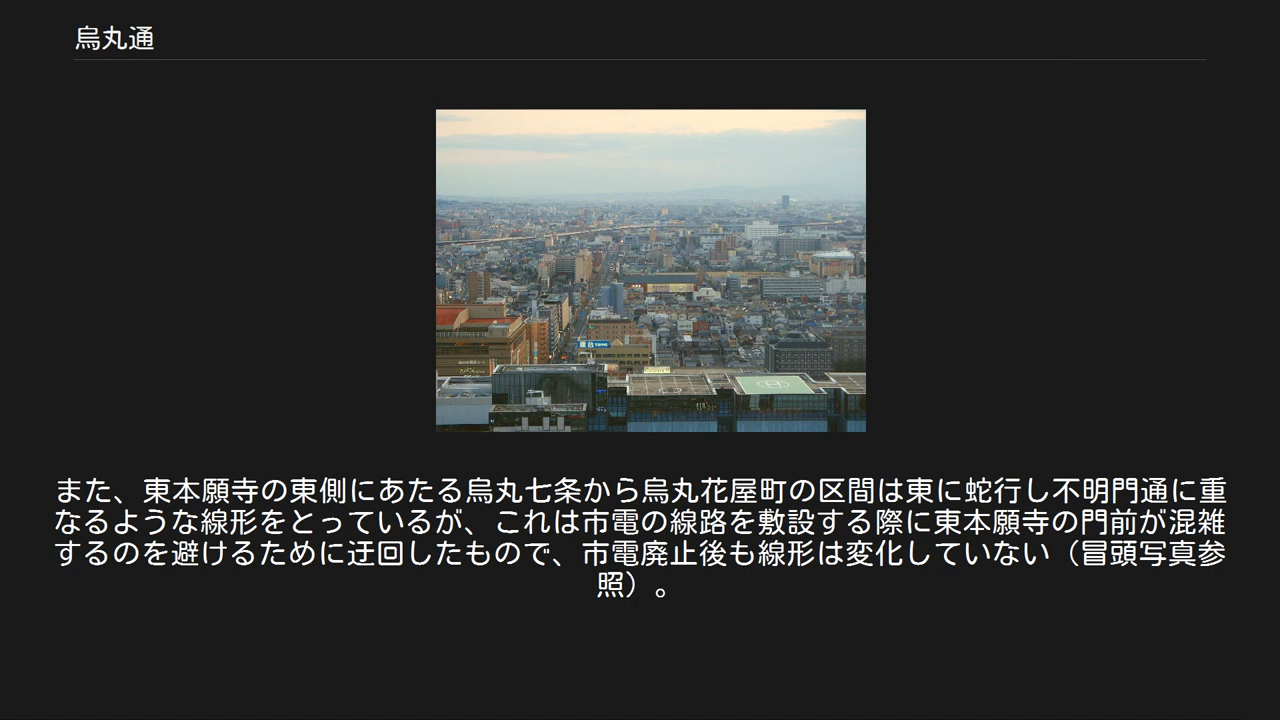 烏丸通
また、東本願寺の東側にあたる烏丸七条から烏丸花屋町の区間は東に蛇行し不明門通に重
なるような線形をとっているが、これは市電の線路を敷設する際に東本願寺の門前が混雑
するのを避けるために迂回したもので、市電廃止後も線形は変化していない（冒頭写真参
照）。